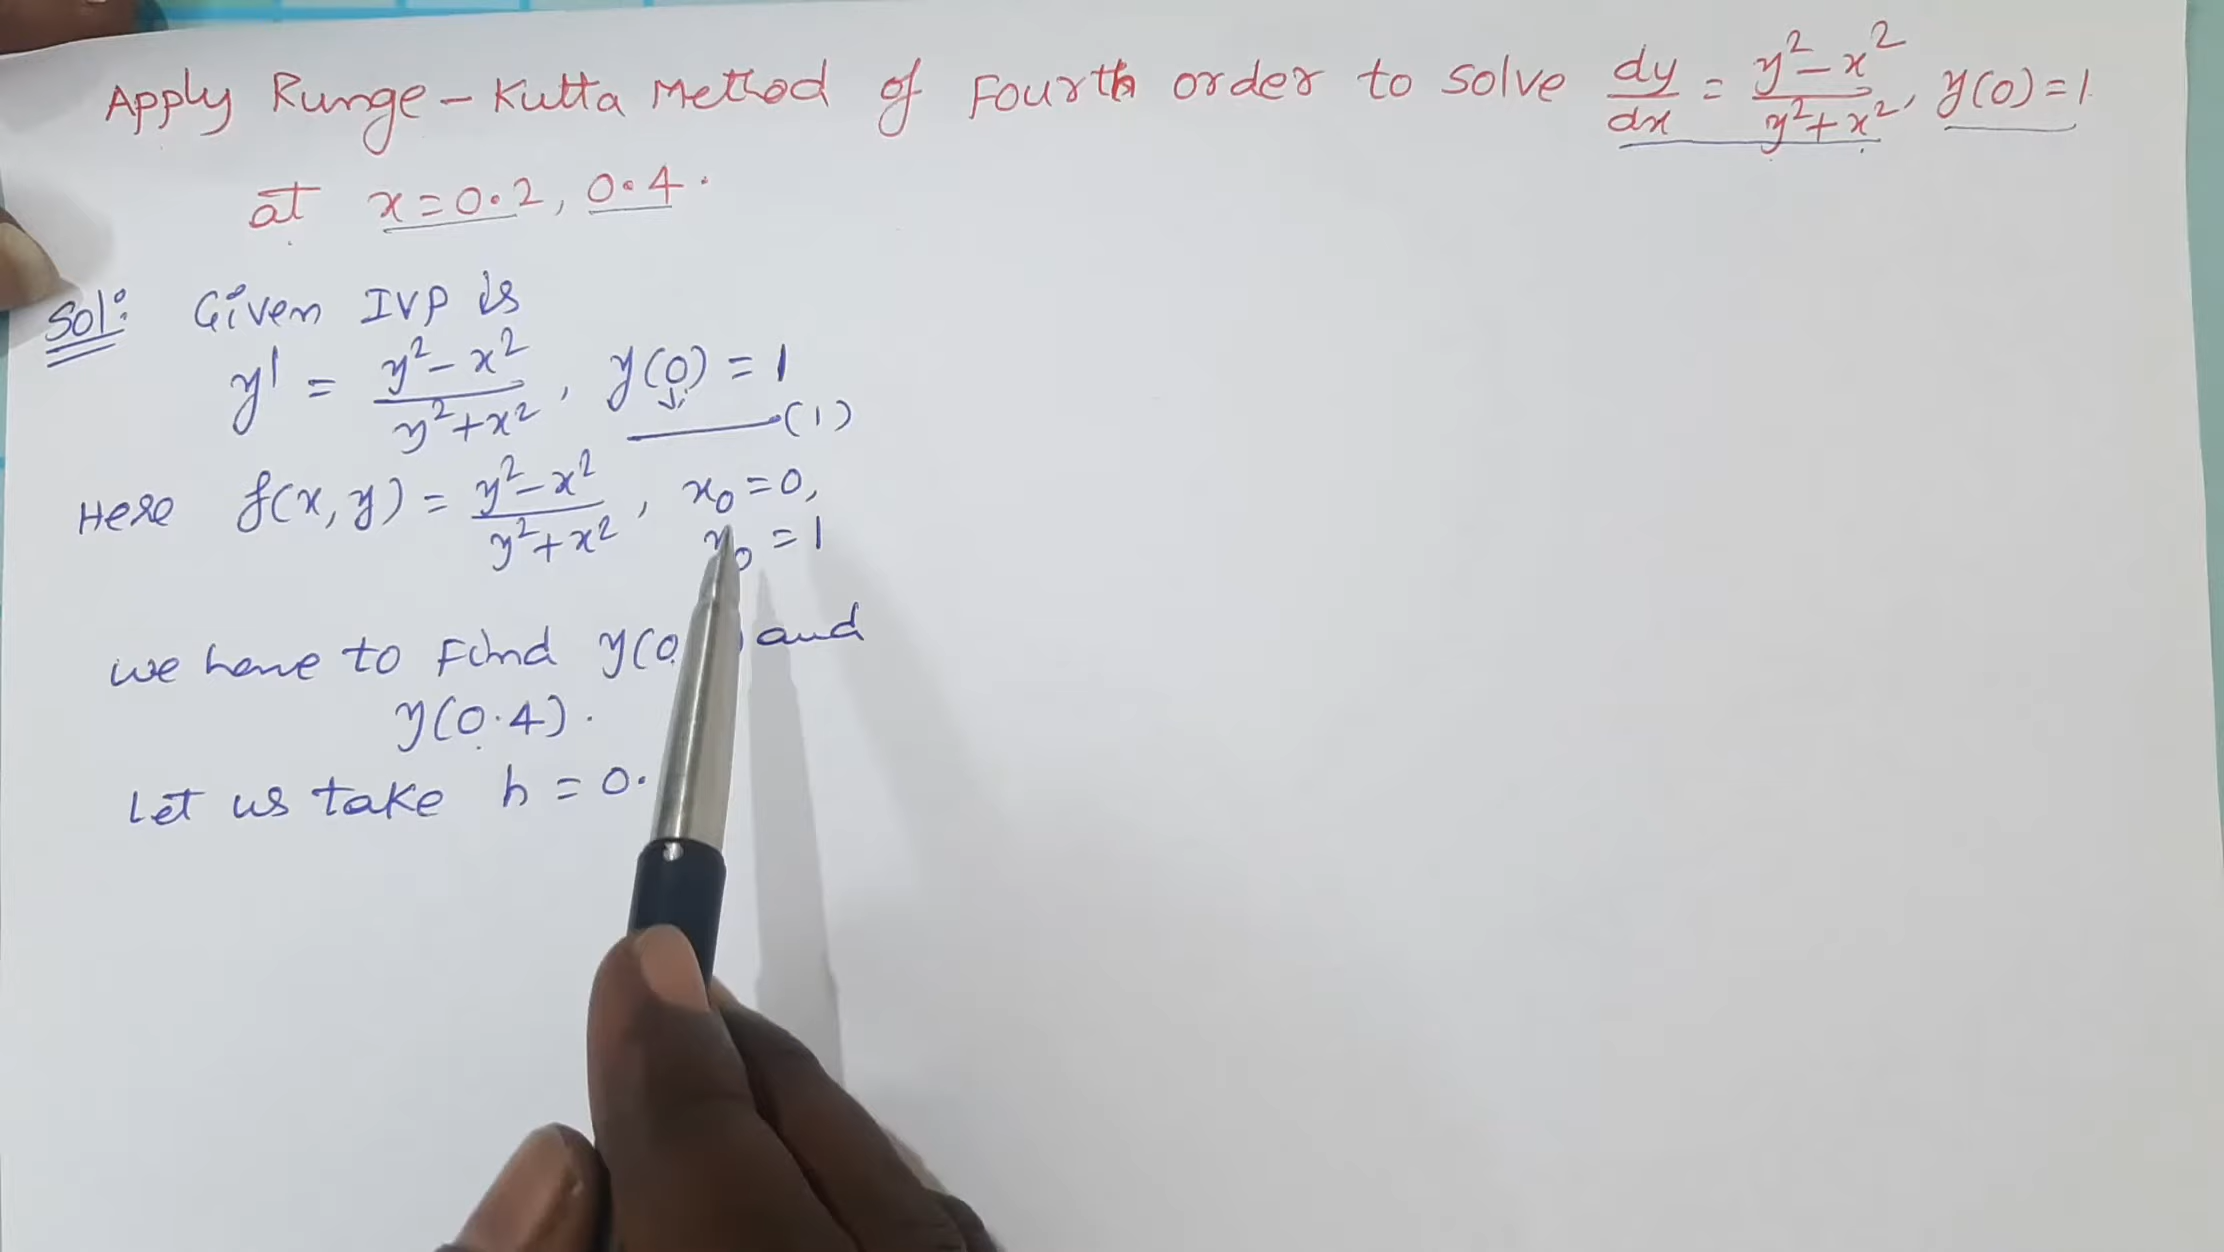 Apply Runge-Kutta Method of Fourth order to solve dy/dx = (y²-x²)/(y²+x²), y(0)=1
at x=0.2, 0.4.
Sol: Given IVP is
y' = (y²-x²)/(y²+x²), y(0)=1
(1)
Here f(x,y) = (y²-x²)/(y²+x²), x₀=0,
y₀=1
we have to Find y(0 ) and
y(0.4).
Let us take h = 0.